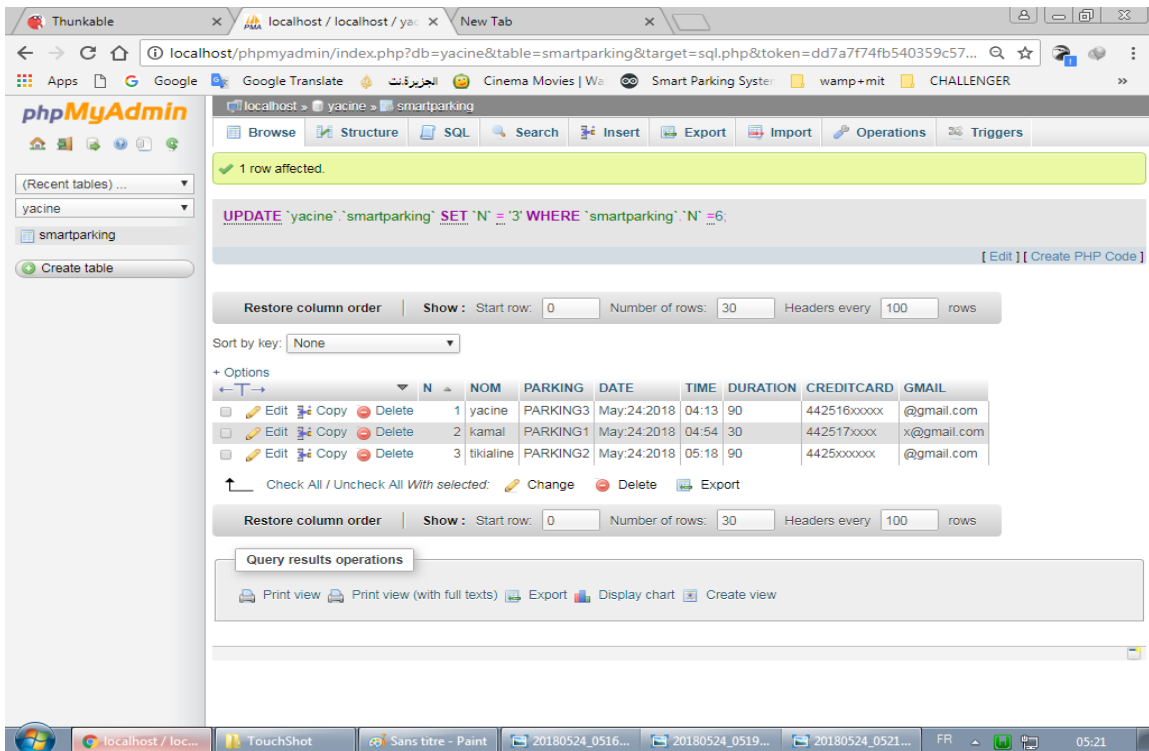 Thunkable
localhost / localhost / yac
New Tab
localhost/phpmyadmin/index.php?db=yacine&table=smartparking&target=sql.php&token=dd7a7f74fb540359c57...
Apps Google Google Translate الجزيرة.نت Cinema Movies | Wa Smart Parking System wamp+mit CHALLENGER »
phpMyAdmin
(Recent tables) ...
yacine
smartparking
Create table
localhost » yacine » smartparking
Browse Structure SQL Search Insert Export Import Operations Triggers
1 row affected.
UPDATE `yacine`.`smartparking` SET `N` = '3' WHERE `smartparking`.`N` =6;
[ Edit ] [ Create PHP Code ]
Restore column order | Show : Start row: 0 Number of rows: 30 Headers every 100 rows
Sort by key: None
+ Options
←T→ N NOM PARKING DATE TIME DURATION CREDITCARD GMAIL
Edit Copy Delete 1 yacine PARKING3 May:24:2018 04:13 90 442516xxxxx @gmail.com
Edit Copy Delete 2 kamal PARKING1 May:24:2018 04:54 30 442517xxxx x@gmail.com
Edit Copy Delete 3 tikialine PARKING2 May:24:2018 05:18 90 4425xxxxxx @gmail.com
Check All / Uncheck All With selected: Change Delete Export
Restore column order | Show : Start row: 0 Number of rows: 30 Headers every 100 rows
Query results operations
Print view Print view (with full texts) Export Display chart Create view
localhost / loc... TouchShot Sans titre - Paint 20180524_0516... 20180524_0519... 20180524_0521... FR 05:21